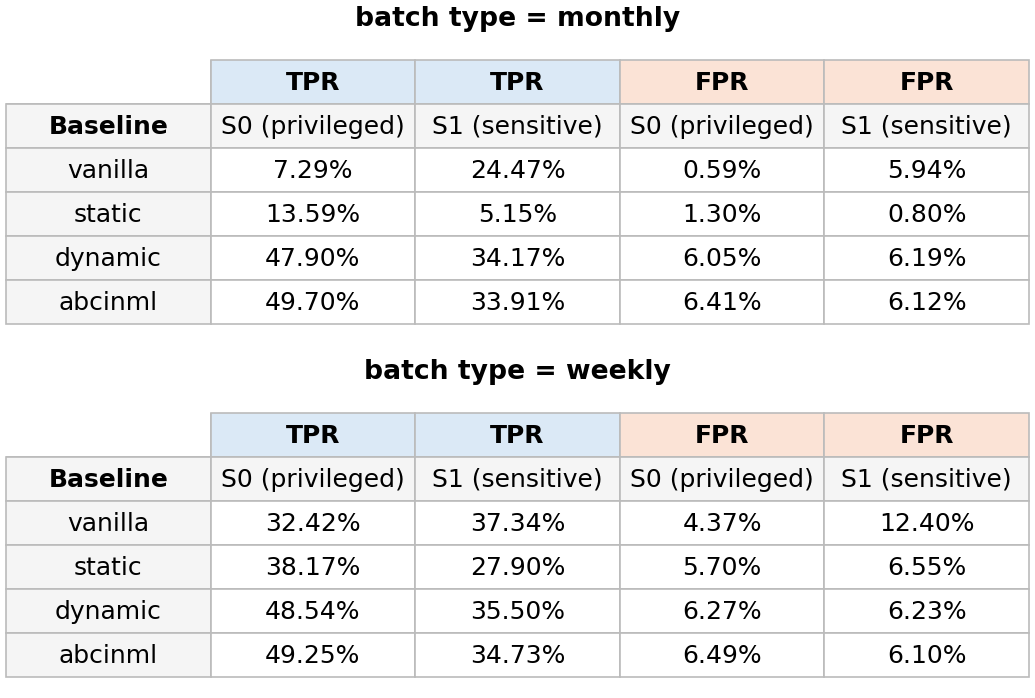 batch type = monthly
TPR TPR FPR FPR
Baseline S0 (privileged) S1 (sensitive) S0 (privileged) S1 (sensitive)
vanilla 7.29% 24.47% 0.59% 5.94%
static 13.59% 5.15% 1.30% 0.80%
dynamic 47.90% 34.17% 6.05% 6.19%
abcinml 49.70% 33.91% 6.41% 6.12%
batch type = weekly
TPR TPR FPR FPR
Baseline S0 (privileged) S1 (sensitive) S0 (privileged) S1 (sensitive)
vanilla 32.42% 37.34% 4.37% 12.40%
static 38.17% 27.90% 5.70% 6.55%
dynamic 48.54% 35.50% 6.27% 6.23%
abcinml 49.25% 34.73% 6.49% 6.10%